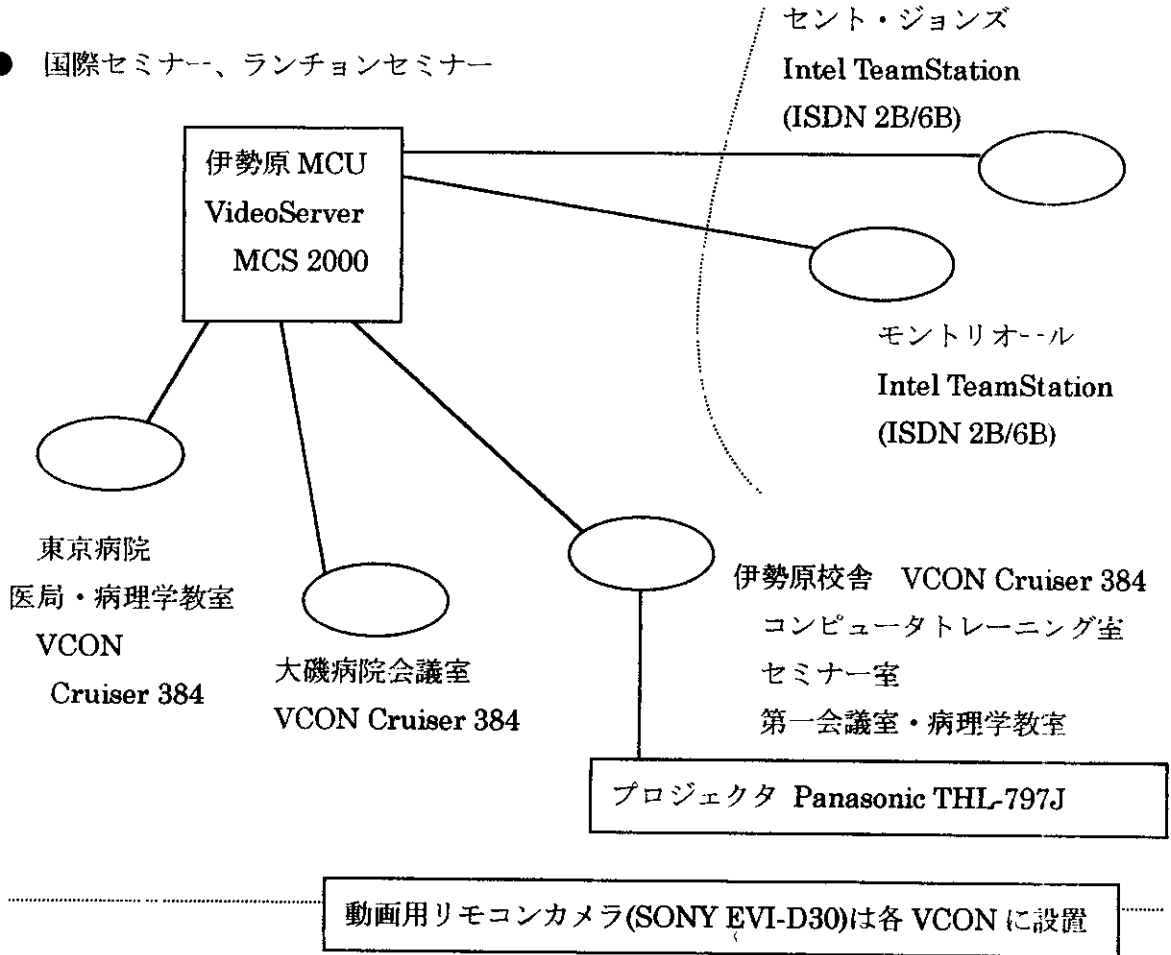 ● 国際セミナー、ランチョンセミナー
セント・ジョンズ
Intel TeamStation
(ISDN 2B/6B)
伊勢原 MCU
VideoServer
MCS 2000
モントリオール
Intel TeamStation
(ISDN 2B/6B)
東京病院
医局・病理学教室
VCON
Cruiser 384
大磯病院会議室
VCON Cruiser 384
伊勢原校舎 VCON Cruiser 384
コンピュータトレーニング室
セミナー室
第一会議室・病理学教室
プロジェクタ Panasonic THL-797J
動画用リモコンカメラ(SONY EVI-D30)は各 VCON に設置